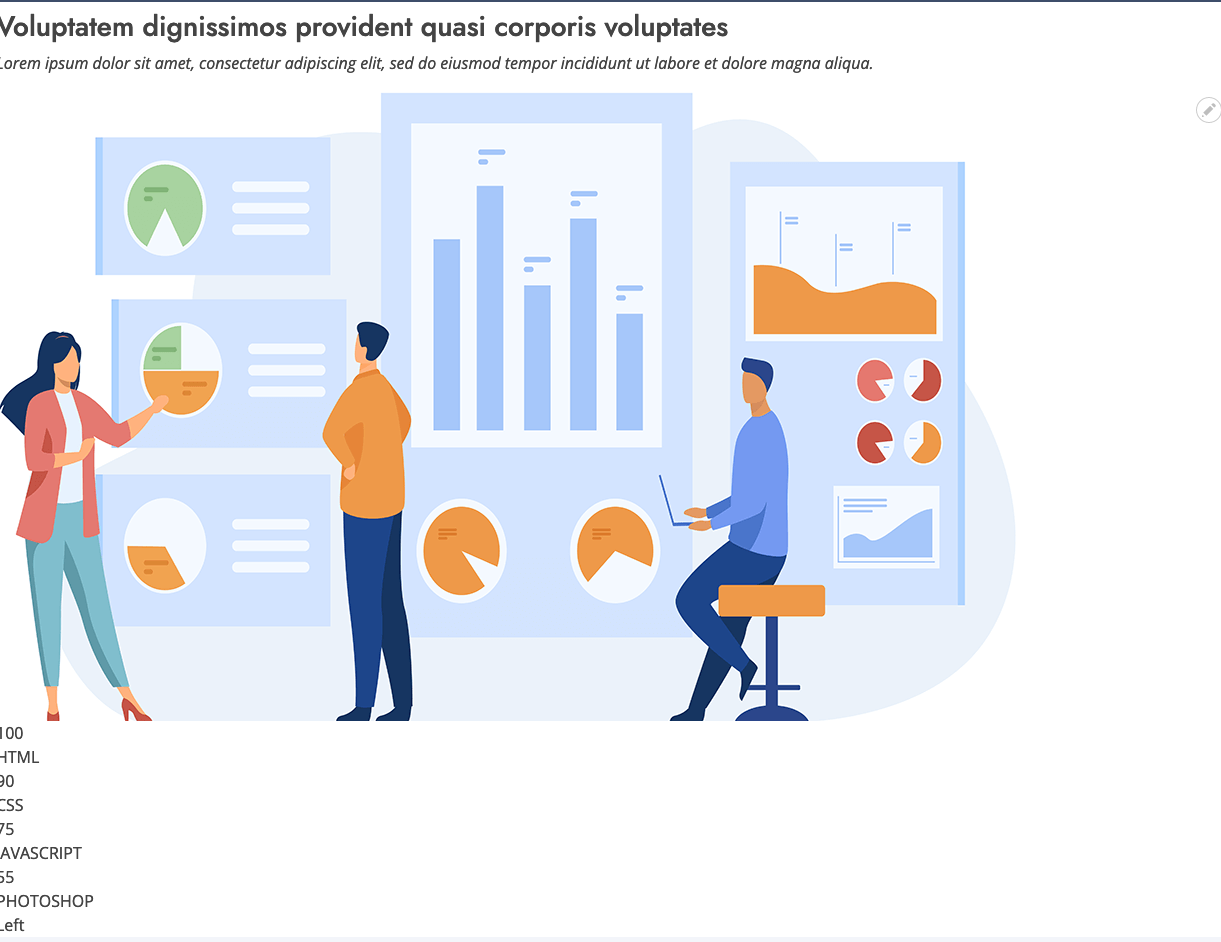 Voluptatem dignissimos provident quasi corporis voluptates
Lorem ipsum dolor sit amet, consectetur adipiscing elit, sed do eiusmod tempor incididunt ut labore et dolore magna aliqua.
100
HTML
90
CSS
75
JAVASCRIPT
55
PHOTOSHOP
Left